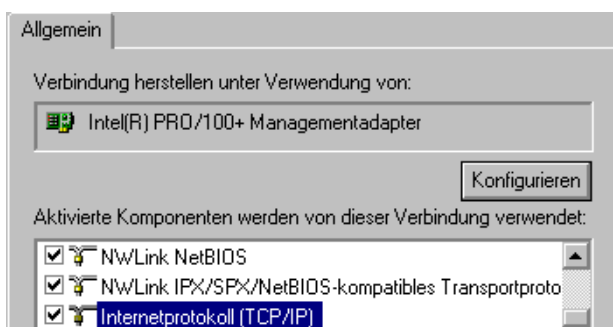 Allgemein
Verbindung herstellen unter Verwendung von:
Intel(R) PRO/100+ Managementadapter
Konfigurieren
Aktivierte Komponenten werden von dieser Verbindung verwendet:
NWLink NetBIOS
NWLink IPX/SPX/NetBIOS-kompatibles Transportproto
Internetprotokoll (TCP/IP)